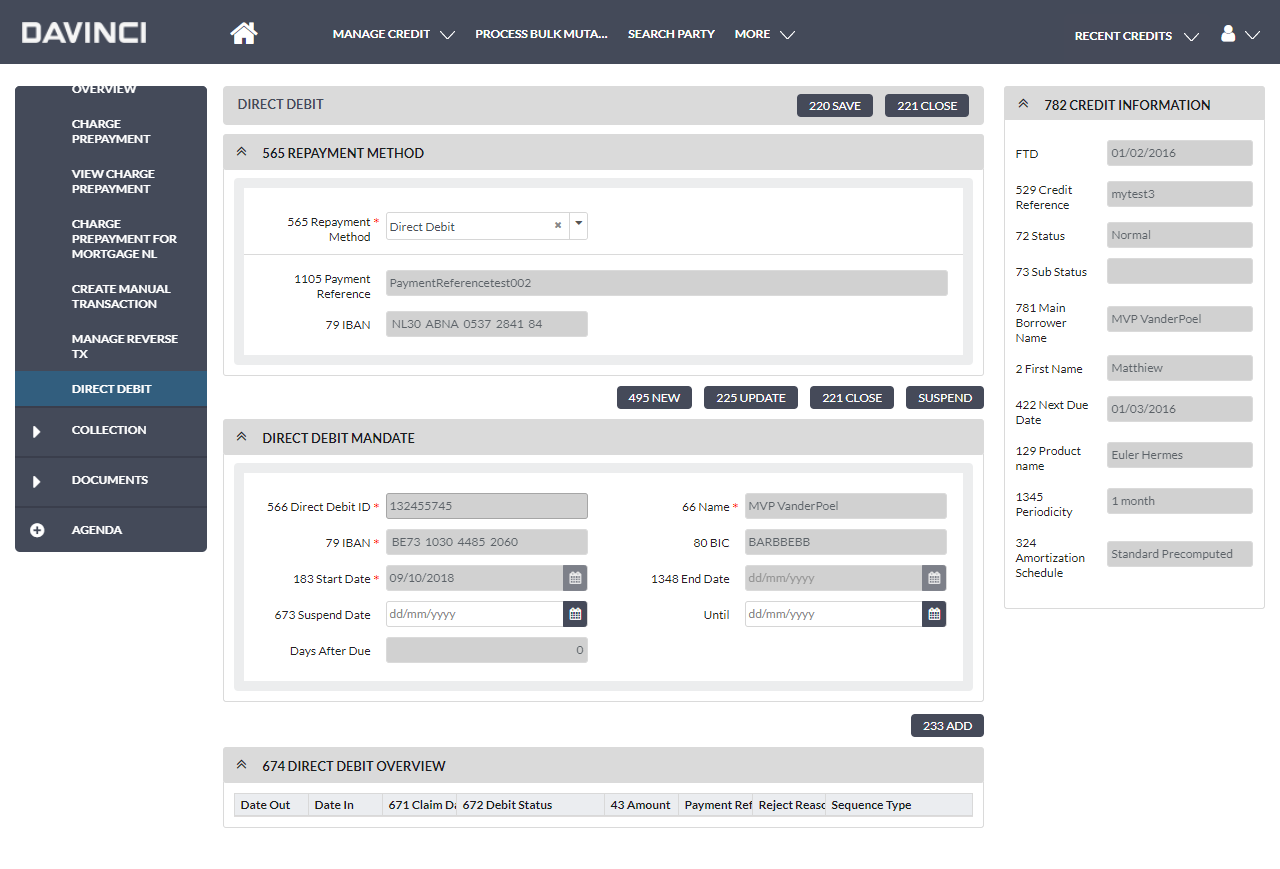 DAVINCI
MANAGE CREDIT
PROCESS BULK MUTA...
SEARCH PARTY
MORE
RECENT CREDITS
OVERVIEW
CHARGE
PREPAYMENT
VIEW CHARGE
PREPAYMENT
CHARGE
PREPAYMENT FOR
MORTGAGE NL
CREATE MANUAL
TRANSACTION
MANAGE REVERSE
TX
DIRECT DEBIT
COLLECTION
DOCUMENTS
AGENDA
DIRECT DEBIT
220 SAVE
221 CLOSE
565 REPAYMENT METHOD
565 Repayment *
Method
Direct Debit
1105 Payment
Reference
PaymentReferencetest002
79 IBAN
NL30 ABNA 0537 2841 84
495 NEW
225 UPDATE
221 CLOSE
SUSPEND
DIRECT DEBIT MANDATE
566 Direct Debit ID *
132455745
66 Name *
MVP VanderPoel
79 IBAN *
BE73 1030 4485 2060
80 BIC
BARBBEBB
183 Start Date *
09/10/2018
1348 End Date
dd/mm/yyyy
673 Suspend Date
dd/mm/yyyy
Until
dd/mm/yyyy
Days After Due
0
233 ADD
674 DIRECT DEBIT OVERVIEW
Date Out
Date In
671 Claim Da
672 Debit Status
43 Amount
Payment Ref
Reject Reaso
Sequence Type
782 CREDIT INFORMATION
FTD
01/02/2016
529 Credit
Reference
mytest3
72 Status
Normal
73 Sub Status
781 Main
Borrower
Name
MVP VanderPoel
2 First Name
Matthiew
422 Next Due
Date
01/03/2016
129 Product
name
Euler Hermes
1345
Periodicity
1 month
324
Amortization
Schedule
Standard Precomputed